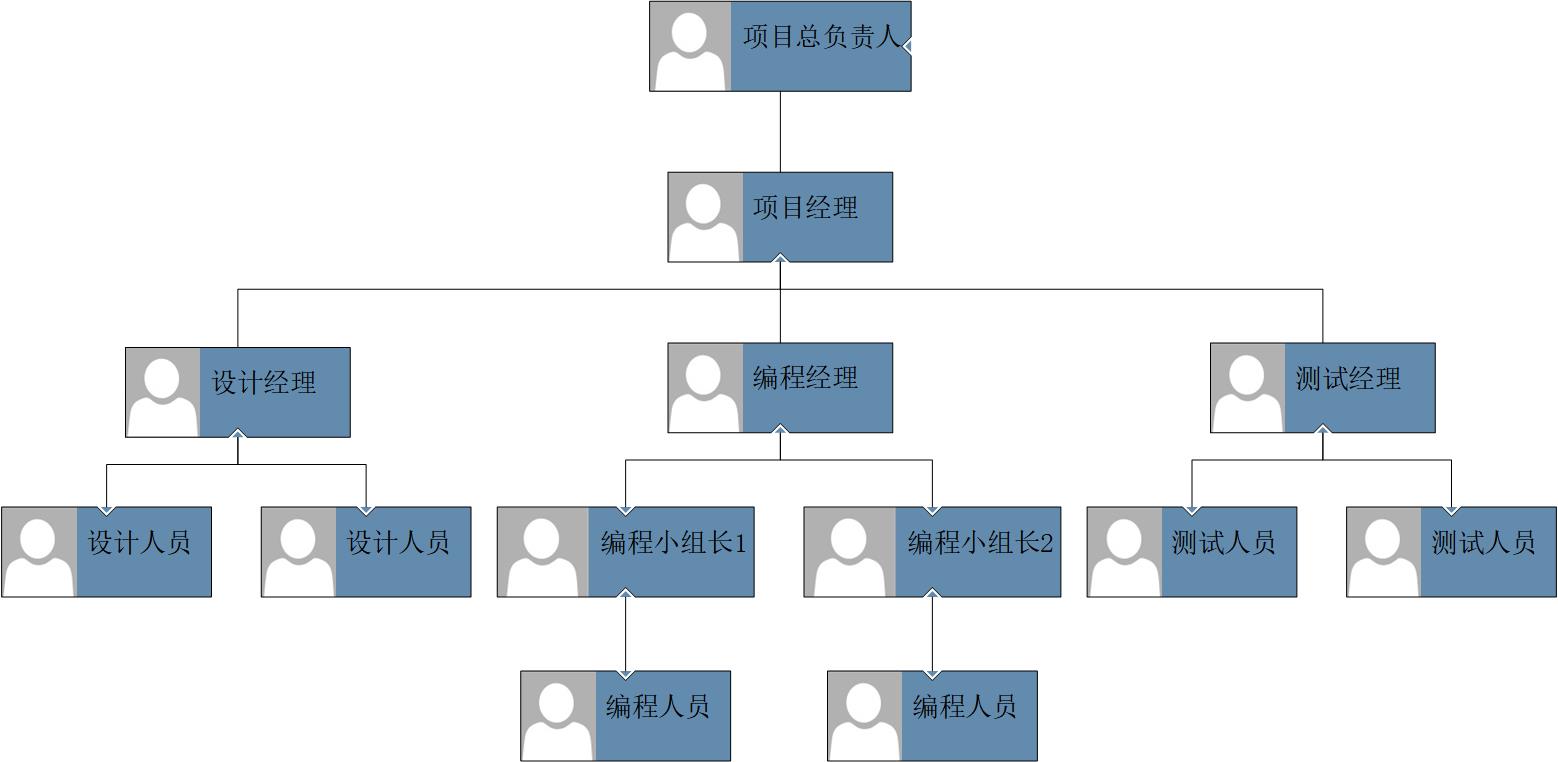 项目总负责人
项目经理
设计经理
编程经理
测试经理
设计人员
设计人员
编程小组长1
编程小组长2
测试人员
测试人员
编程人员
编程人员